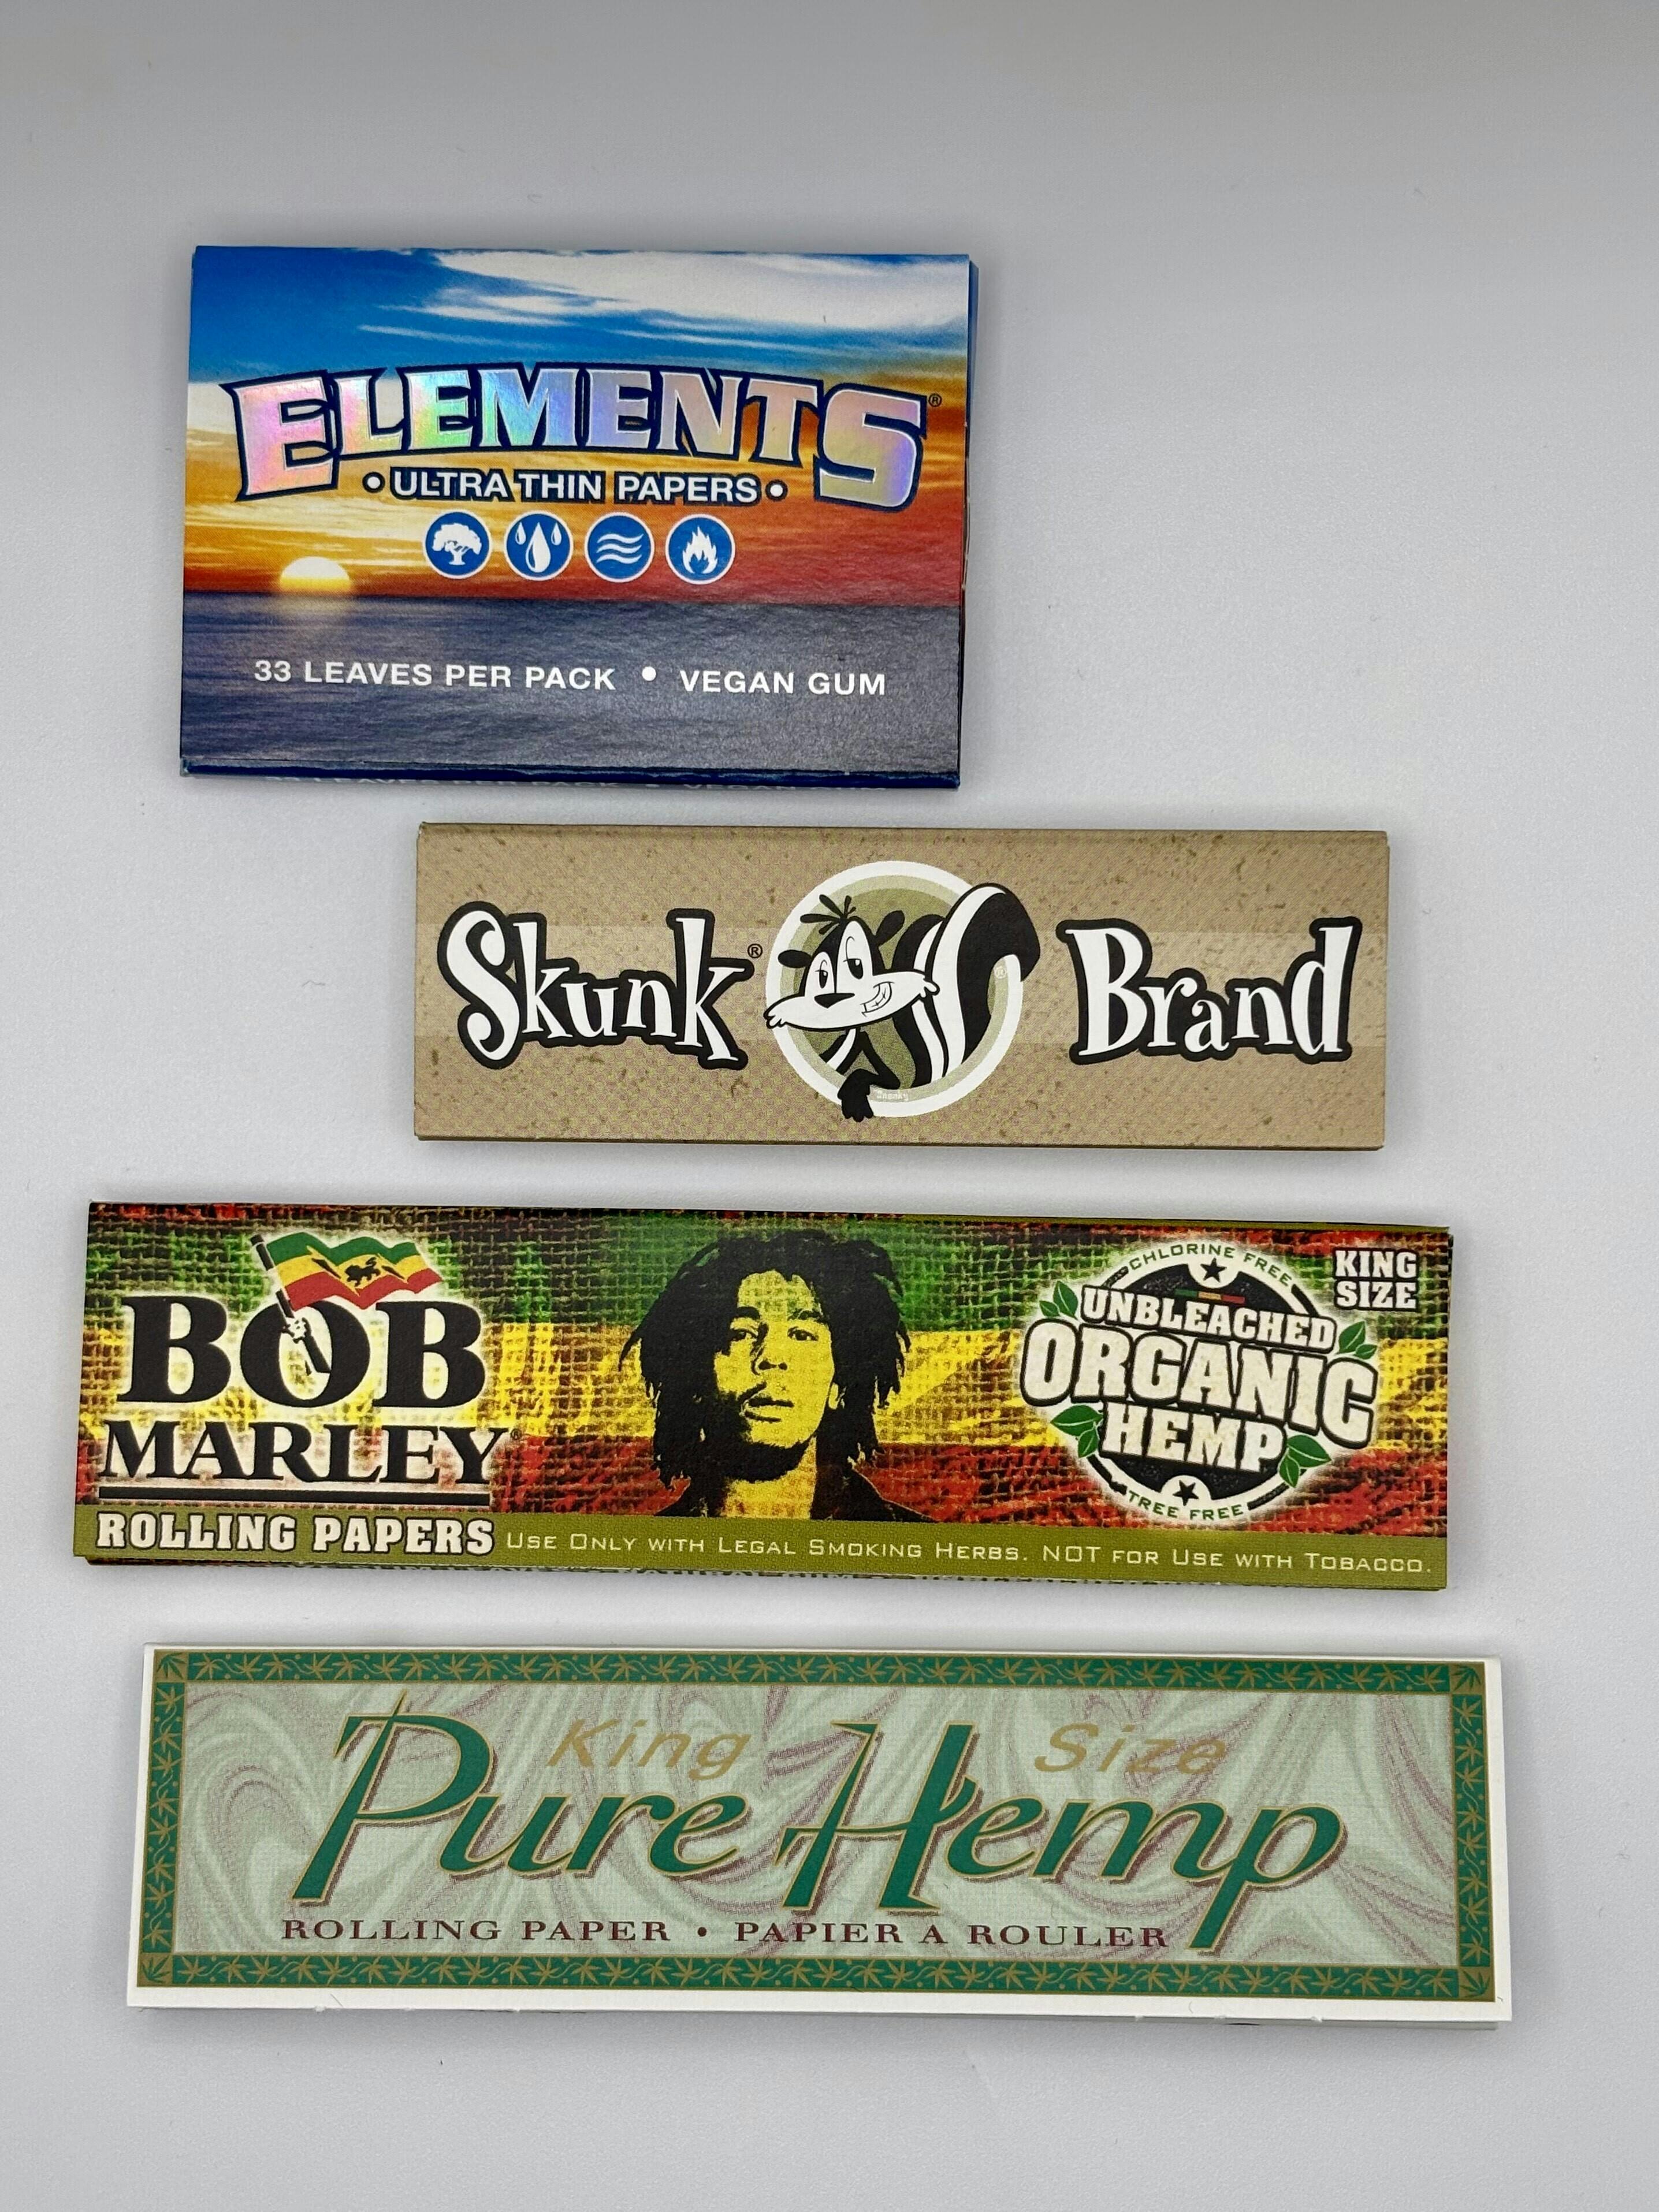 ELEMENTS®
• ULTRA THIN PAPERS •
33 LEAVES PER PACK • VEGAN GUM
Skunk® Brand
BOB
MARLEY®
ROLLING PAPERS
USE ONLY WITH LEGAL SMOKING HERBS. NOT FOR USE WITH TOBACCO.
CHLORINE FREE
UNBLEACHED
ORGANIC
HEMP
TREE FREE
KING
SIZE
King Size
Pure Hemp
ROLLING PAPER • PAPIER A ROULER